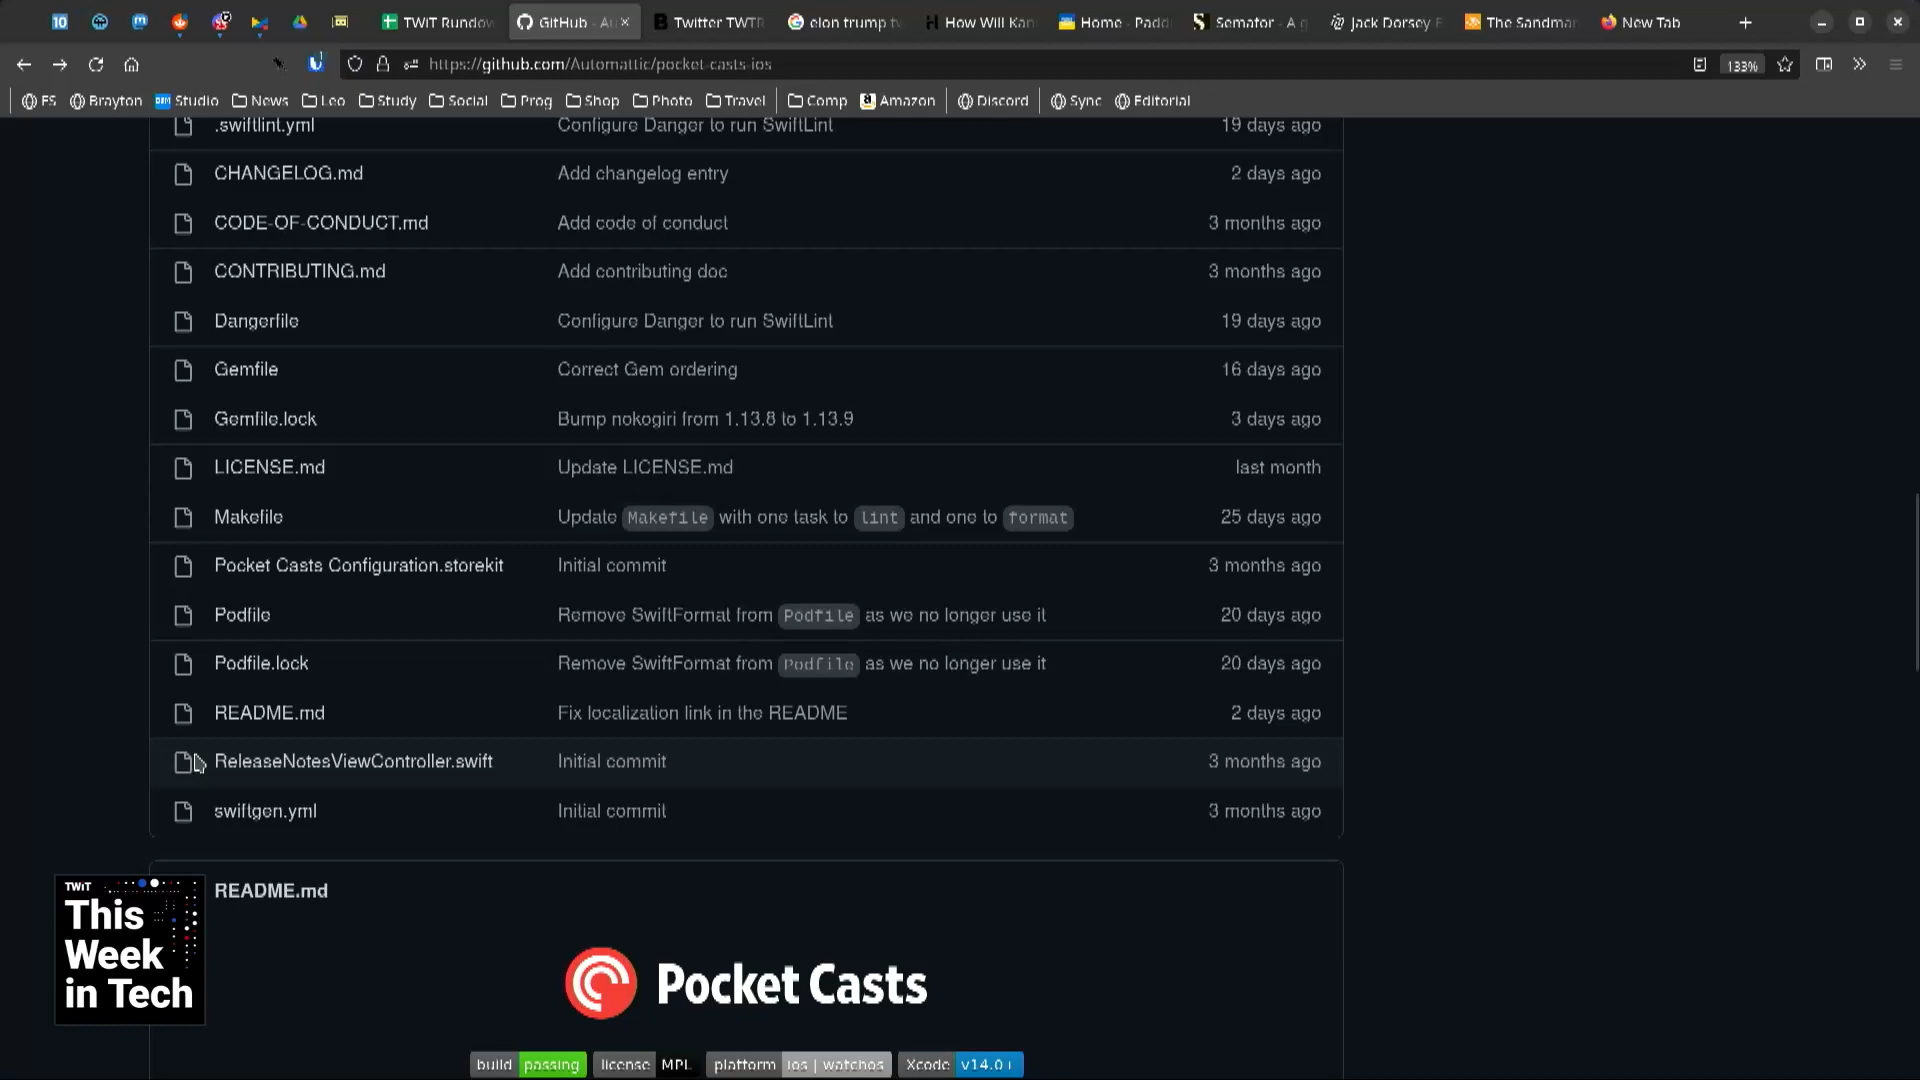 TWiT Rundow
GitHub - Au
Twitter TWTR
elon trump tw
How Will Kan
Home - Padd
Semafor - A g
Jack Dorsey F
The Sandma
New Tab
https://github.com/Automattic/pocket-casts-ios
133%
FS Brayton Studio News Leo Study Social Prog Shop Photo Travel Comp Amazon Discord Sync Editorial
.swiftlint.yml Configure Danger to run SwiftLint 19 days ago
CHANGELOG.md Add changelog entry 2 days ago
CODE-OF-CONDUCT.md Add code of conduct 3 months ago
CONTRIBUTING.md Add contributing doc 3 months ago
Dangerfile Configure Danger to run SwiftLint 19 days ago
Gemfile Correct Gem ordering 16 days ago
Gemfile.lock Bump nokogiri from 1.13.8 to 1.13.9 3 days ago
LICENSE.md Update LICENSE.md last month
Makefile Update Makefile with one task to lint and one to format 25 days ago
Pocket Casts Configuration.storekit Initial commit 3 months ago
Podfile Remove SwiftFormat from Podfile as we no longer use it 20 days ago
Podfile.lock Remove SwiftFormat from Podfile as we no longer use it 20 days ago
README.md Fix localization link in the README 2 days ago
ReleaseNotesViewController.swift Initial commit 3 months ago
swiftgen.yml Initial commit 3 months ago
README.md
TWiT
This
Week
in Tech
Pocket Casts
build passing license MPL platform ios | watchos Xcode v14.0+